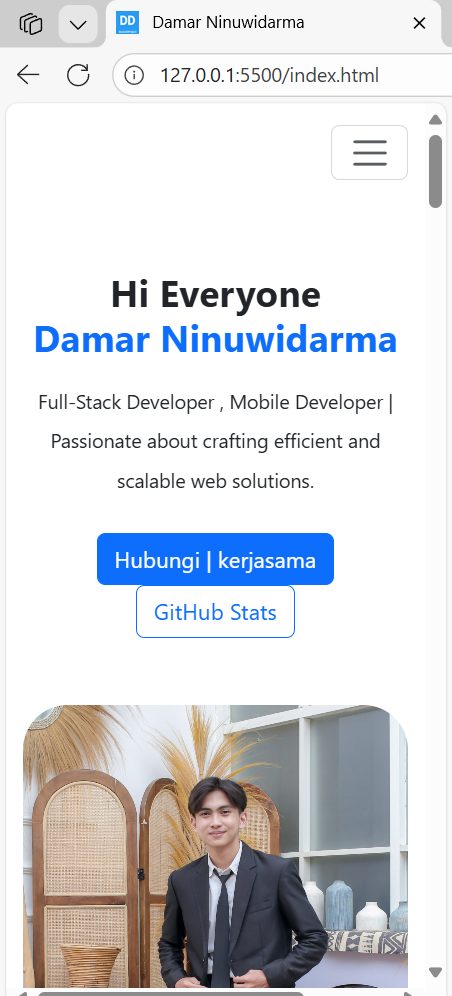 DD
Damar Ninuwidarma
127.0.0.1:5500/index.html
Hi Everyone
Damar Ninuwidarma
Full-Stack Developer , Mobile Developer |
Passionate about crafting efficient and
scalable web solutions.
Hubungi | kerjasama
GitHub Stats